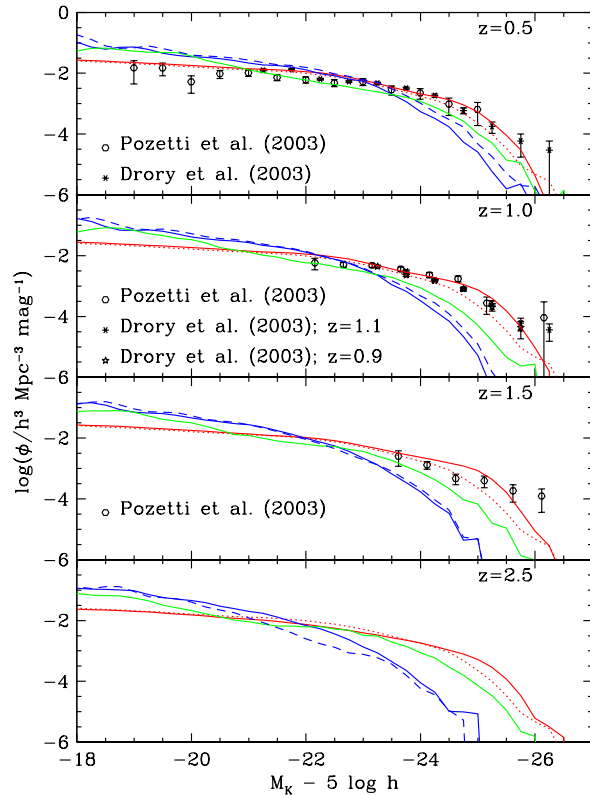 0
z=0.5
−2
−4
Pozetti et al. (2003)
Drory et al. (2003)
−6
z=1.0
−2
−4
Pozetti et al. (2003)
Drory et al. (2003); z=1.1
Drory et al. (2003); z=0.9
−6
z=1.5
−2
−4
Pozetti et al. (2003)
−6
z=2.5
−2
−4
−6
−18
−20
−22
−24
−26
M_K − 5 log h
log(φ/h³ Mpc⁻³ mag⁻¹)